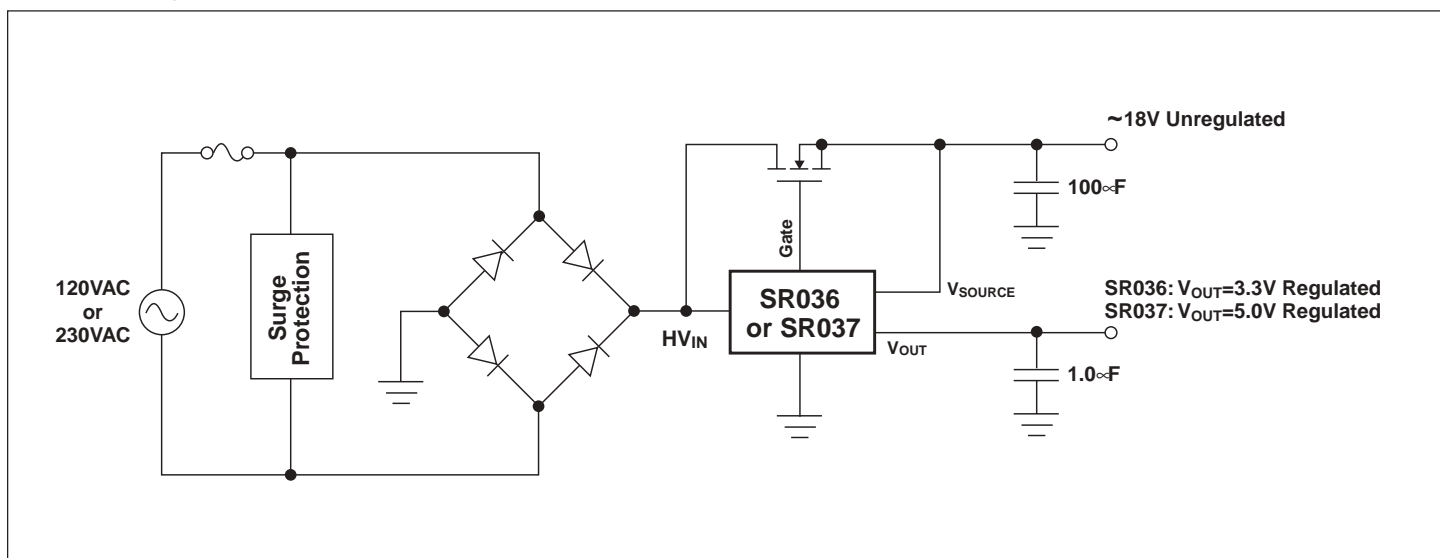 ~18V Unregulated
100∝F
Gate
120VAC
or
230VAC
Surge
Protection
SR036
or SR037
HVIN
VSOURCE
VOUT
SR036: VOUT=3.3V Regulated
SR037: VOUT=5.0V Regulated
1.0∝F